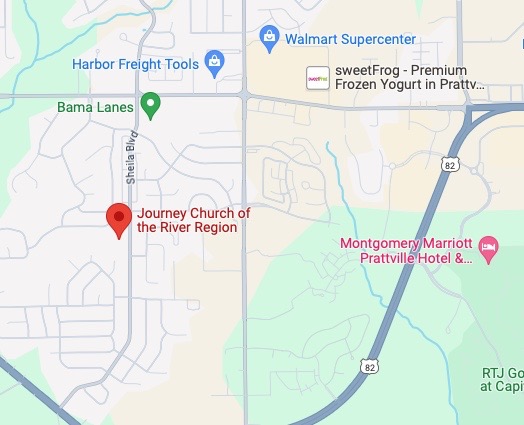 Walmart Supercenter
Harbor Freight Tools
sweetFrog
sweetFrog - Premium
Frozen Yogurt in Prattv...
Bama Lanes
Sheila Blvd
82
Journey Church of
the River Region
Montgomery Marriott
Prattville Hotel &...
82
RTJ Go
at Capi